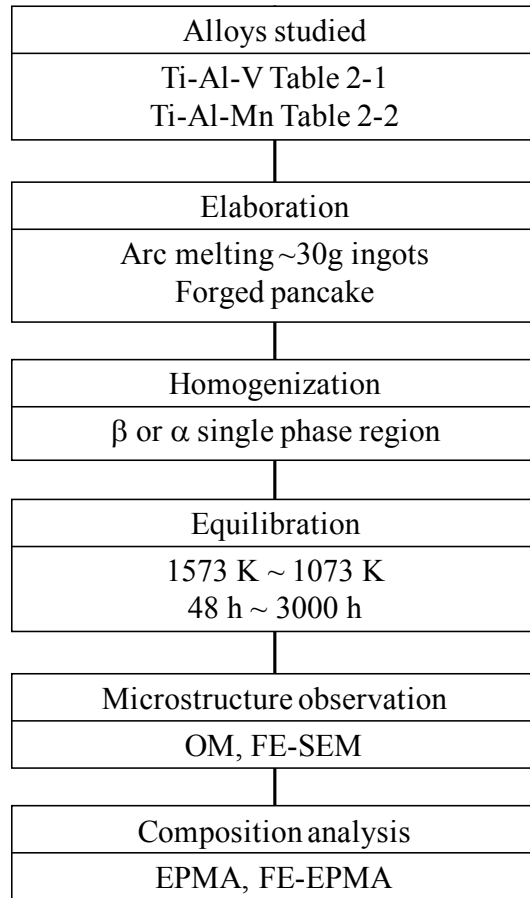 Alloys studied
Ti-Al-V Table 2-1
Ti-Al-Mn Table 2-2
Elaboration
Arc melting ~30g ingots
Forged pancake
Homogenization
β or α single phase region
Equilibration
1573 K ~ 1073 K
48 h ~ 3000 h
Microstructure observation
OM, FE-SEM
Composition analysis
EPMA, FE-EPMA